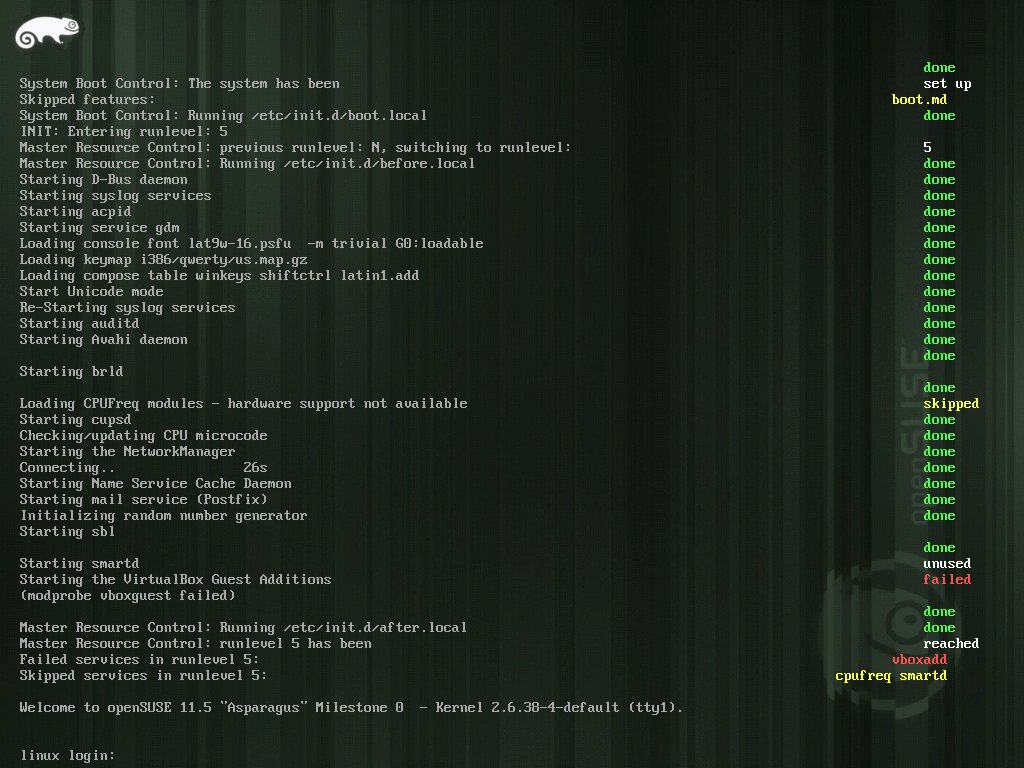 done
System Boot Control: The system has been set up
Skipped features: boot.md
System Boot Control: Running /etc/init.d/boot.local done
INIT: Entering runlevel: 5
Master Resource Control: previous runlevel: N, switching to runlevel: 5
Master Resource Control: Running /etc/init.d/before.local done
Starting D-Bus daemon done
Starting syslog services done
Starting acpid done
Starting service gdm done
Loading console font lat9w-16.psfu  -m trivial G0:loadable done
Loading keymap i386/qwerty/us.map.gz done
Loading compose table winkeys shiftctrl latin1.add done
Start Unicode mode done
Re-Starting syslog services done
Starting auditd done
Starting Avahi daemon done
done
Starting brld
done
Loading CPUFreq modules - hardware support not available skipped
Starting cupsd done
Checking/updating CPU microcode done
Starting the NetworkManager done
Connecting.. 26s done
Starting Name Service Cache Daemon done
Starting mail service (Postfix) done
Initializing random number generator done
Starting sbl
done
Starting smartd unused
Starting the VirtualBox Guest Additions failed
(modprobe vboxguest failed)
done
Master Resource Control: Running /etc/init.d/after.local done
Master Resource Control: runlevel 5 has been reached
Failed services in runlevel 5: vboxadd
Skipped services in runlevel 5: cpufreq smartd
Welcome to openSUSE 11.5 "Asparagus" Milestone 0  - Kernel 2.6.38-4-default (tty1).
linux login:
openSUSE